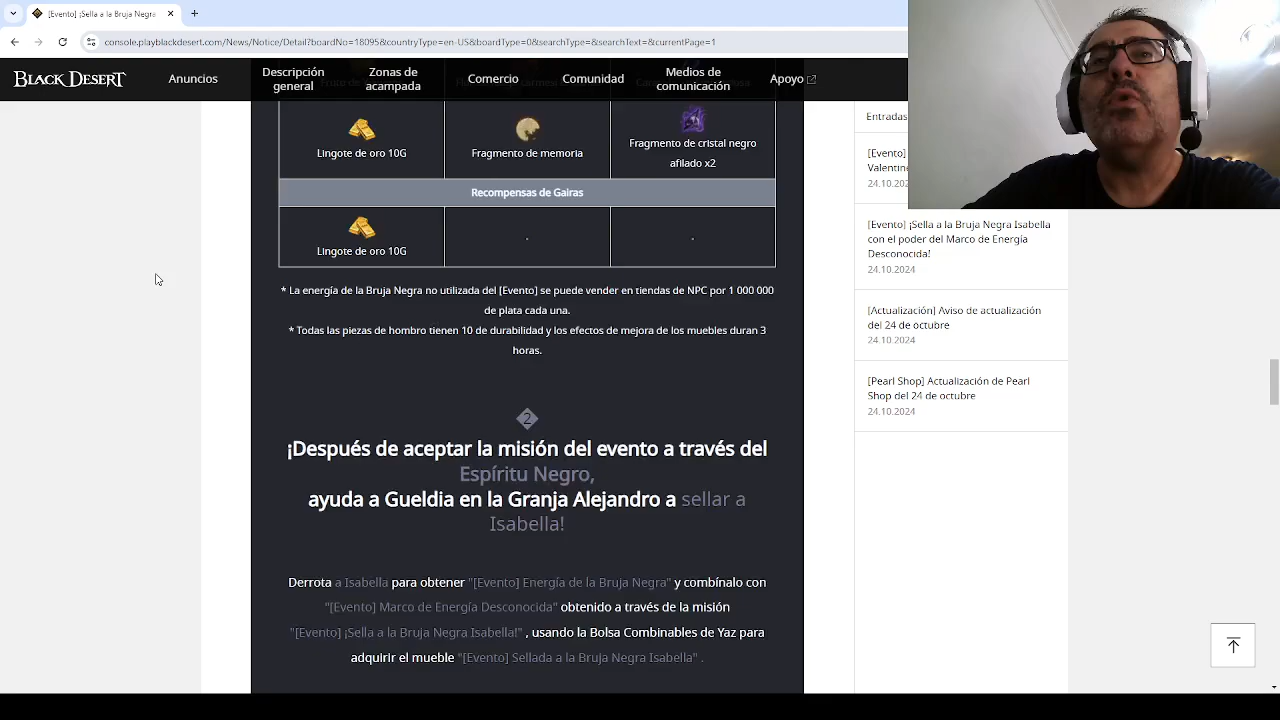 [Evento] ¡Sella a la Bruja Negra
console.playblackdesert.com/News/Notice/Detail?boardNo=18095&countryType=en-US&boardType=0&searchType=&searchText=&currentPage=1
BLACK DESERT
Anuncios
Descripción general
Zonas de acampada
Comercio
Comunidad
Medios de comunicación
Apoyo
Lingote de oro 10G
Fragmento de memoria
Fragmento de cristal negro
afilado x2
Recompensas de Gairas
Lingote de oro 10G
.
.
* La energía de la Bruja Negra no utilizada del [Evento] se puede vender en tiendas de NPC por 1 000 000
de plata cada una.
* Todas las piezas de hombro tienen 10 de durabilidad y los efectos de mejora de los muebles duran 3
horas.
2
¡Después de aceptar la misión del evento a través del
Espíritu Negro,
ayuda a Gueldia en la Granja Alejandro a sellar a
Isabella!
Derrota a Isabella para obtener "[Evento] Energía de la Bruja Negra" y combínalo con
"[Evento] Marco de Energía Desconocida" obtenido a través de la misión
"[Evento] ¡Sella a la Bruja Negra Isabella!" , usando la Bolsa Combinables de Yaz para
adquirir el mueble "[Evento] Sellada a la Bruja Negra Isabella" .
Entradas
[Evento]
Valentine
24.10.202
[Evento] ¡Sella a la Bruja Negra Isabella
con el poder del Marco de Energía
Desconocida!
24.10.2024
[Actualización] Aviso de actualización
del 24 de octubre
24.10.2024
[Pearl Shop] Actualización de Pearl
Shop del 24 de octubre
24.10.2024